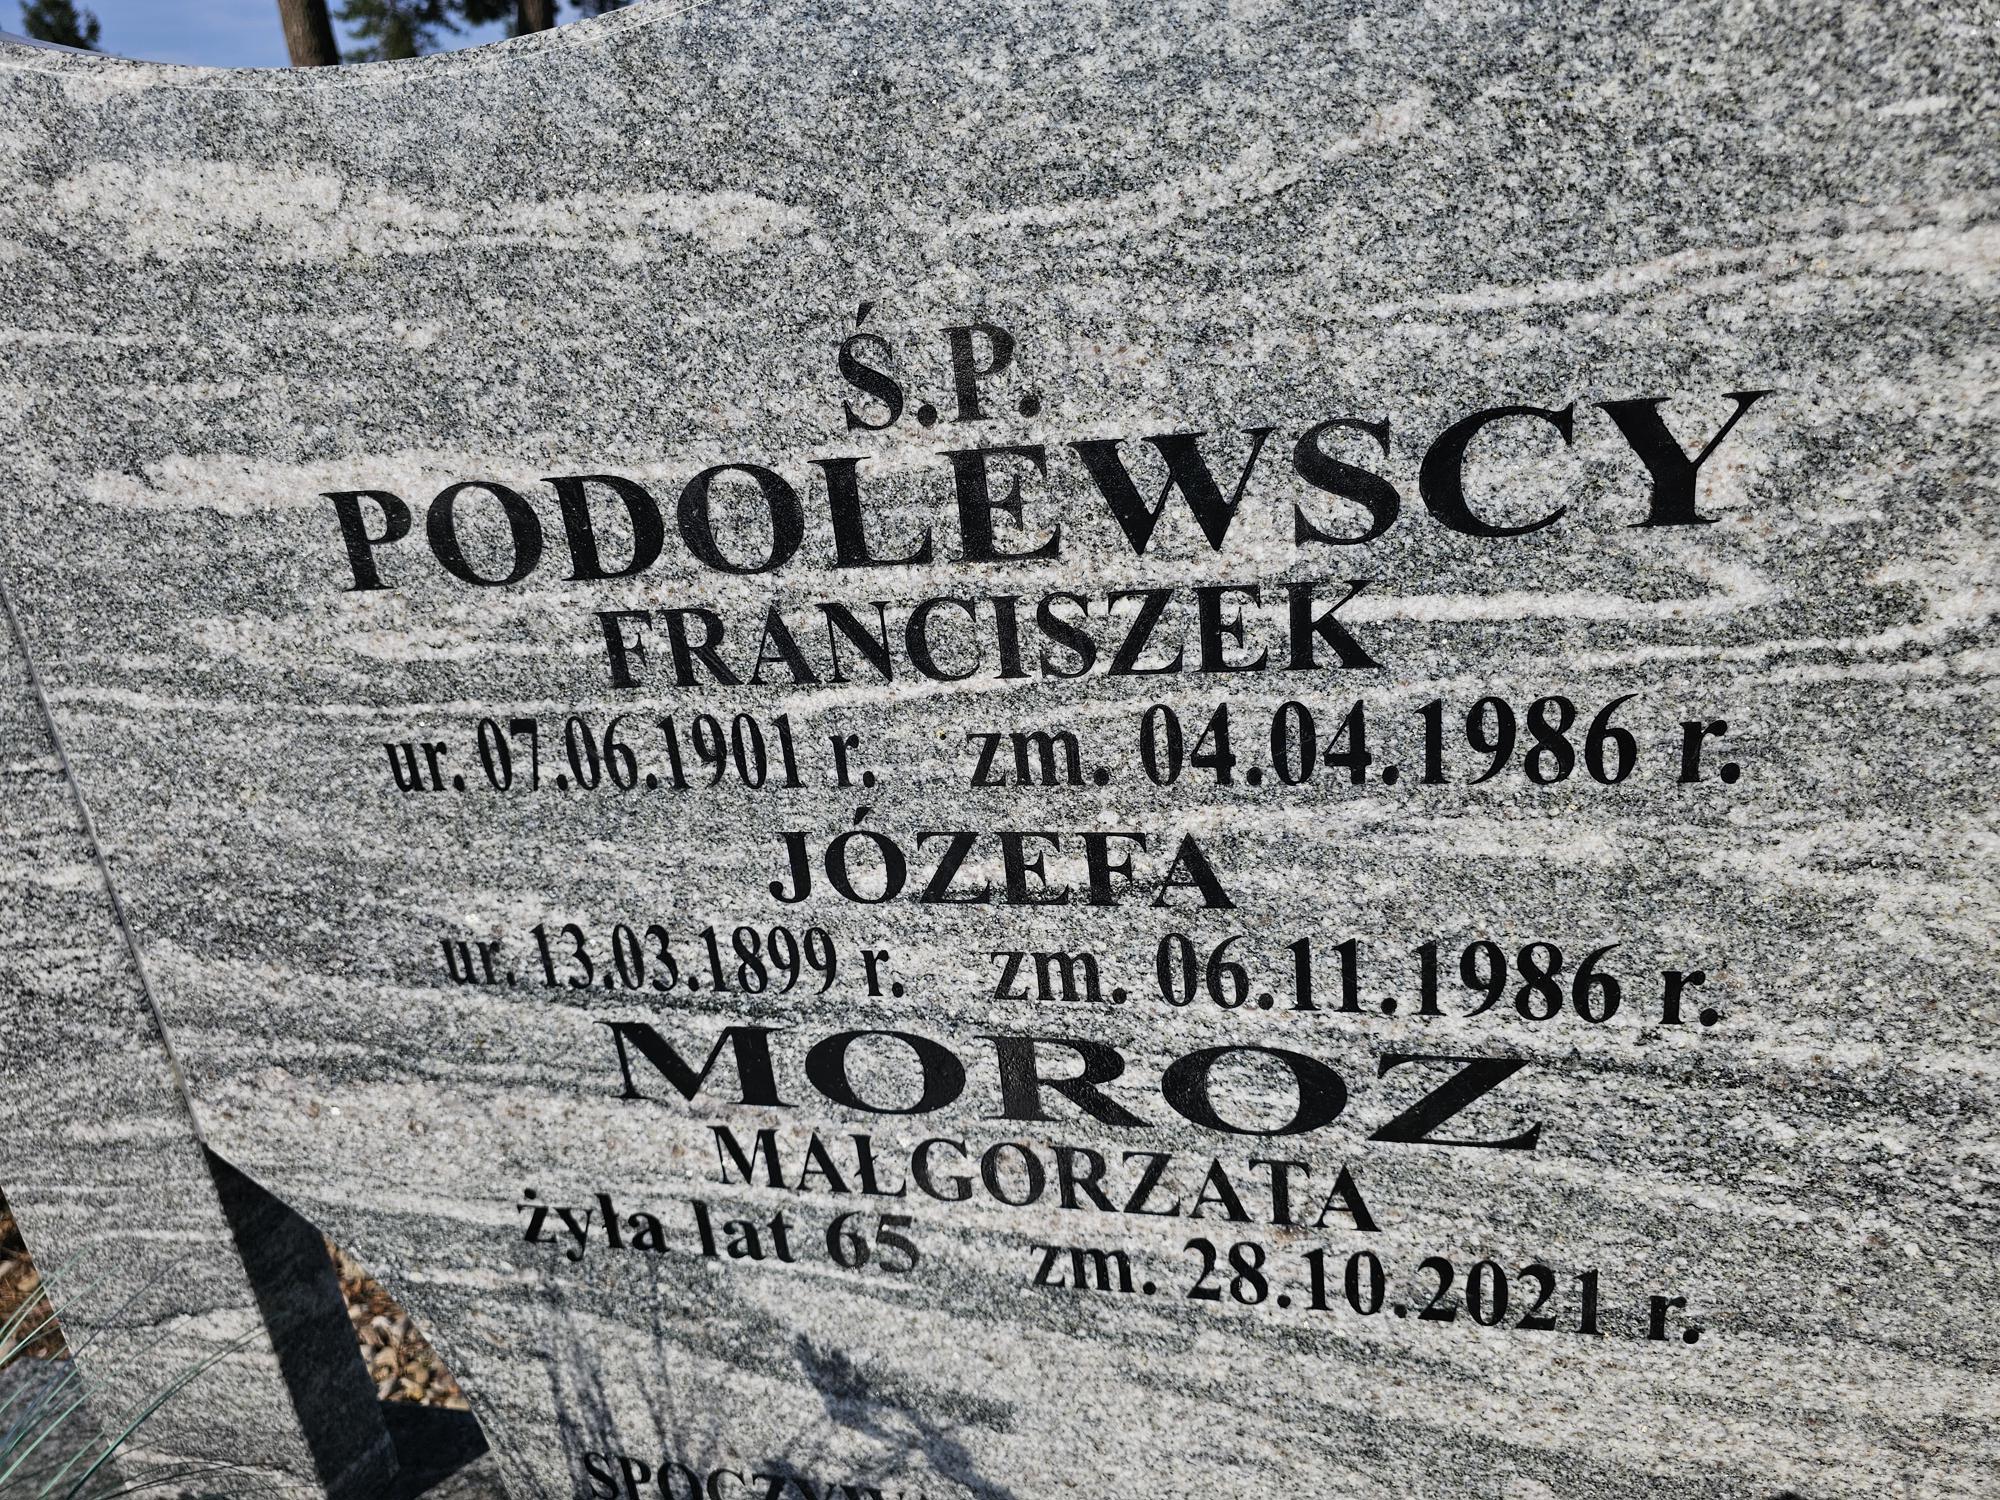 Ś.P.
PODOLEWSCY
FRANCISZEK
ur. 07.06.1901 r. zm. 04.04.1986 r.
JÓZEFA
ur. 13.03.1899 r. zm. 06.11.1986 r.
MOROZ
MAŁGORZATA
żyła lat 65 zm. 28.10.2021 r.